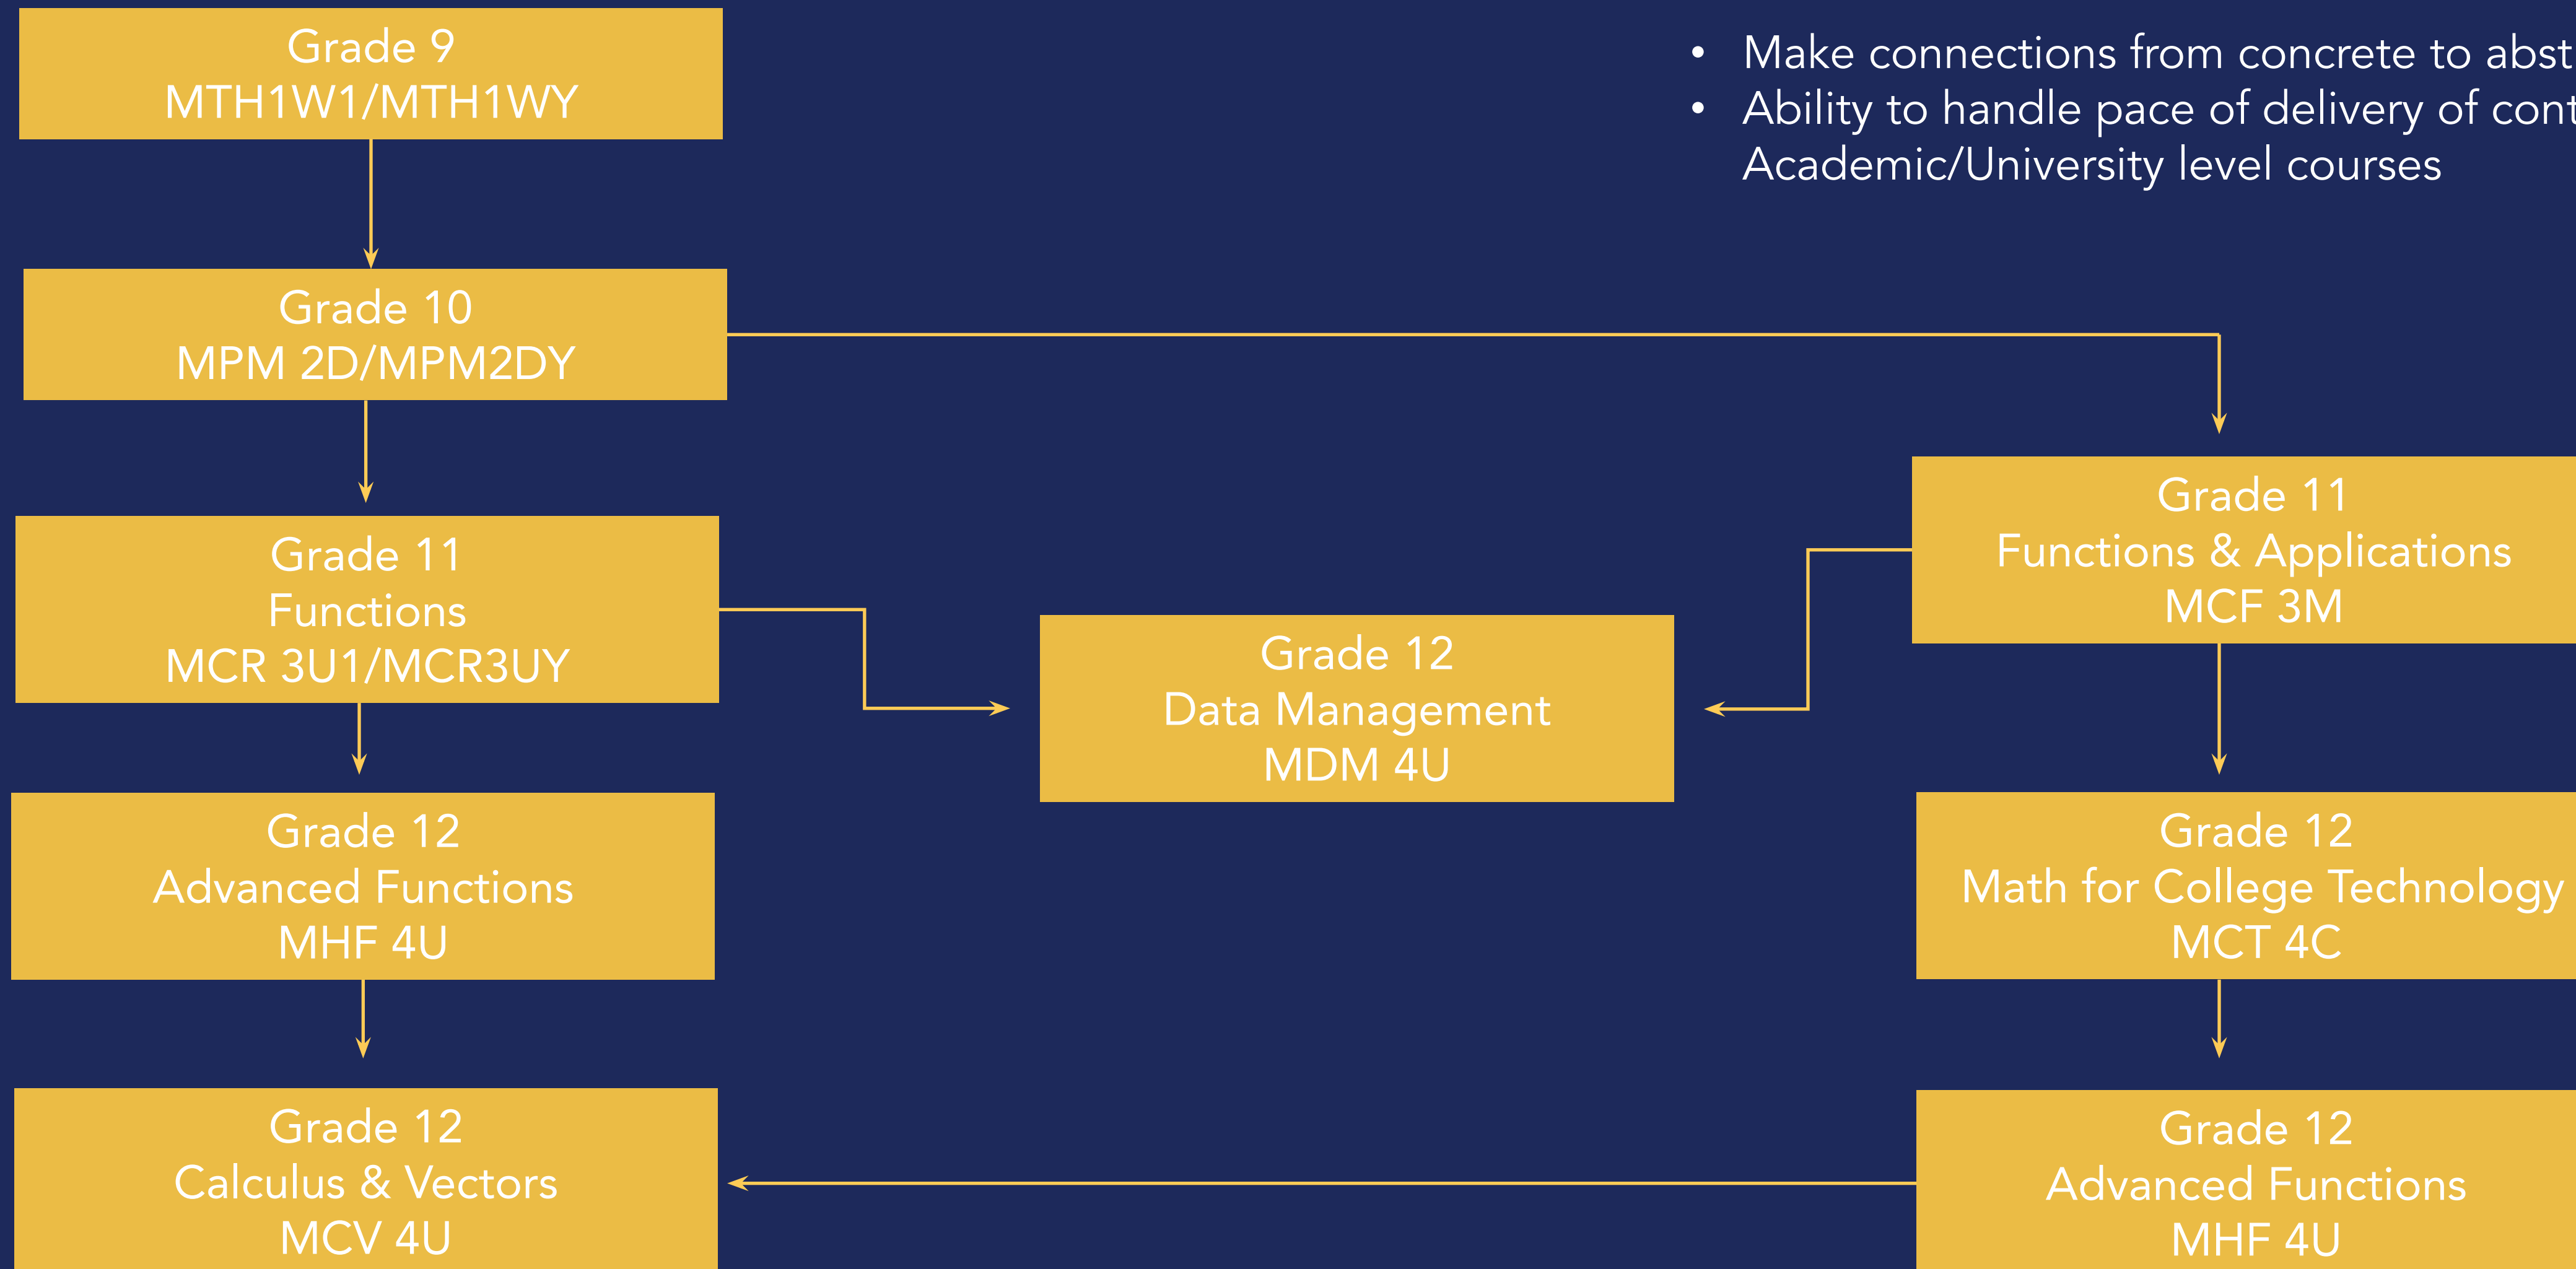 Grade 9
MTH1W1/MTH1WY
• Make connections from concrete to
• Ability to handle pace of delivery of
Academic/University level courses
Grade 10
MPM 2D/MPM2DY
Grade 11
Functions
MCR 3U1/MCR3UY
Grade 11
Functions & Applications
MCF 3M
Grade 12
Data Management
MDM 4U
Grade 12
Advanced Functions
MHF 4U
Grade 12
Math for College Technology
MCT 4C
Grade 12
Calculus & Vectors
MCV 4U
Grade 12
Advanced Functions
MHF 4U